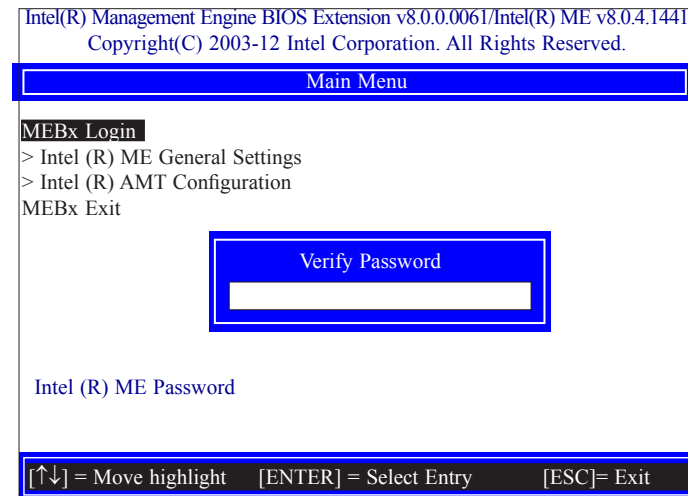 Intel(R) Management Engine BIOS Extension v8.0.0.0061/Intel(R) ME v8.0.4.1441
Copyright(C) 2003-12 Intel Corporation. All Rights Reserved.
Main Menu
MEBx Login
> Intel (R) ME General Settings
> Intel (R) AMT Configuration
MEBx Exit
Verify Password
Intel (R) ME Password
[↑↓] = Move highlight [ENTER] = Select Entry [ESC]= Exit